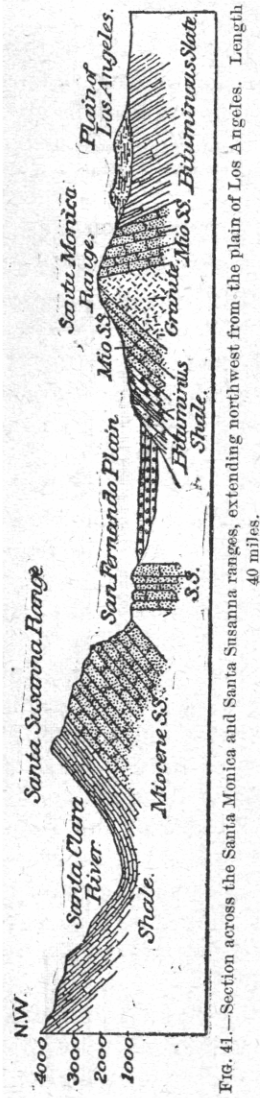 N.W.
4000
3000
2000
1000
Santa Clara
River
Shale.
Santa Susanna Range
Miocene SS.
San Fernando Plain
S.S.
Bituminus
Shale.
Mio SS
Santa Monica
Range.
Granite
Mio SS.
Plain of
Los Angeles.
Bituminous Slate.
FIG. 41.—Section across the Santa Monica and Santa Susanna ranges, extending northwest from the plain of Los Angeles. Length
40 miles.